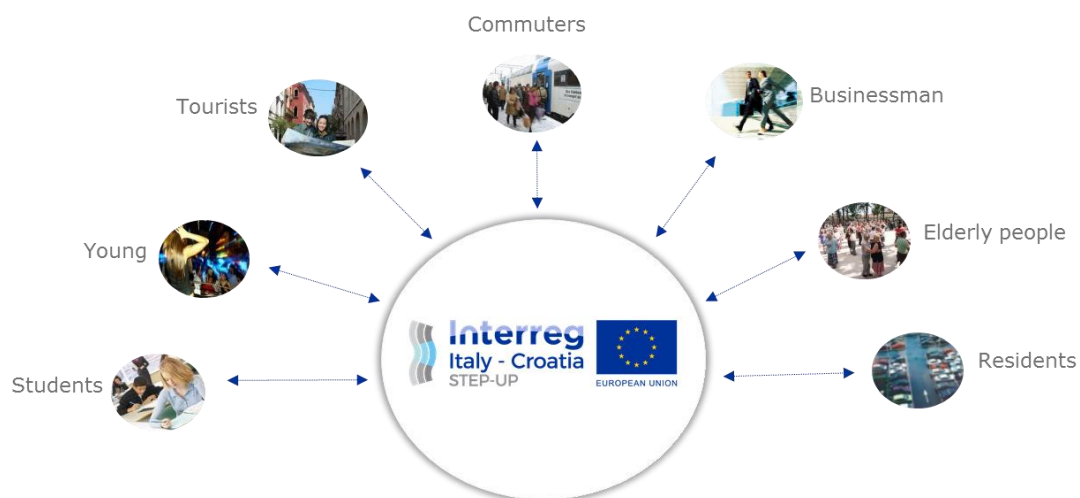 Commuters
Tourists
Businessman
Young
Elderly people
Students
Residents
Interreg
Italy - Croatia
STEP-UP
EUROPEAN UNION